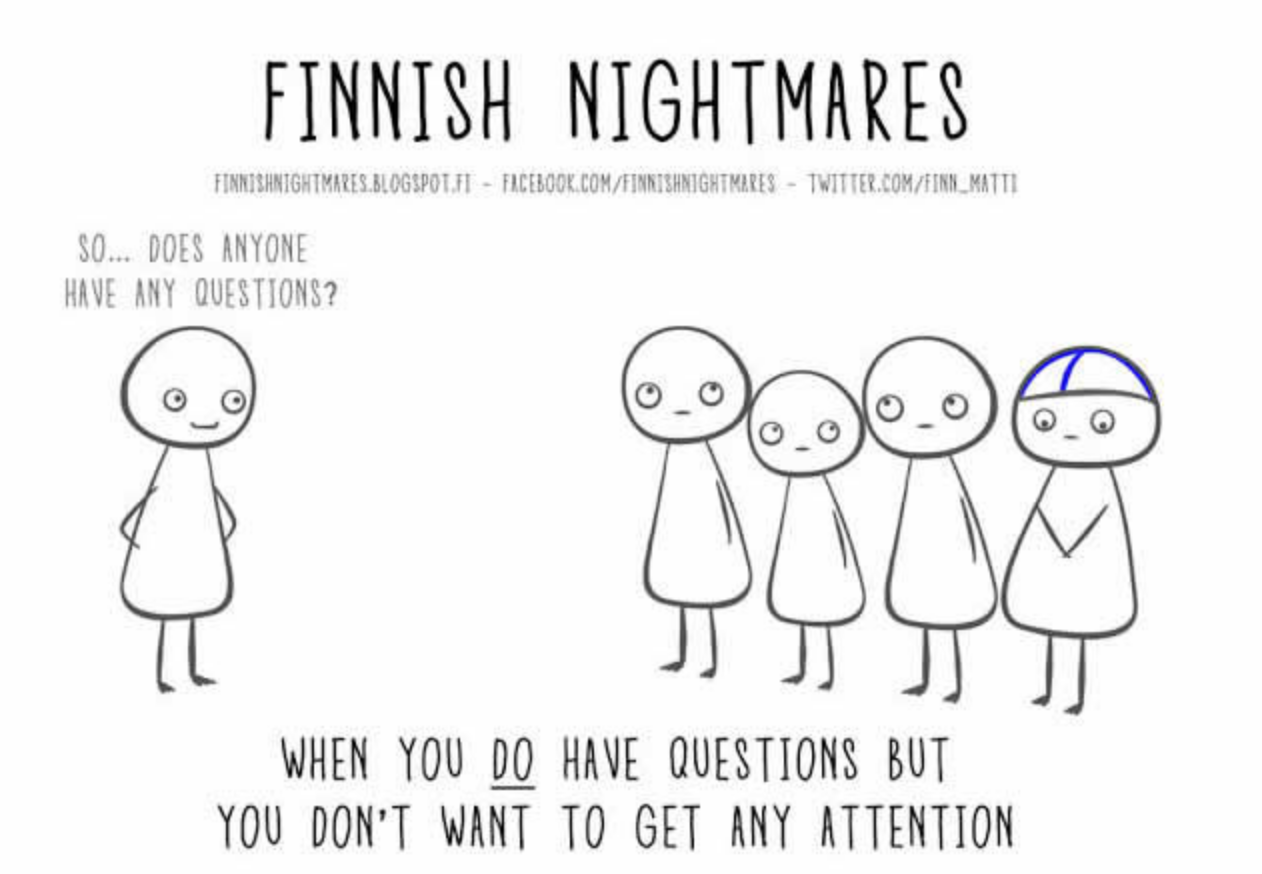 FINNISH NIGHTMARES
FINNISHNIGHTMARES.BLOGSPOT.FI - FACEBOOK.COM/FINNISHNIGHTMARES - TWITTER.COM/FINN_MATTI
SO... DOES ANYONE
HAVE ANY QUESTIONS?
WHEN YOU DO HAVE QUESTIONS BUT
YOU DON'T WANT TO GET ANY ATTENTION